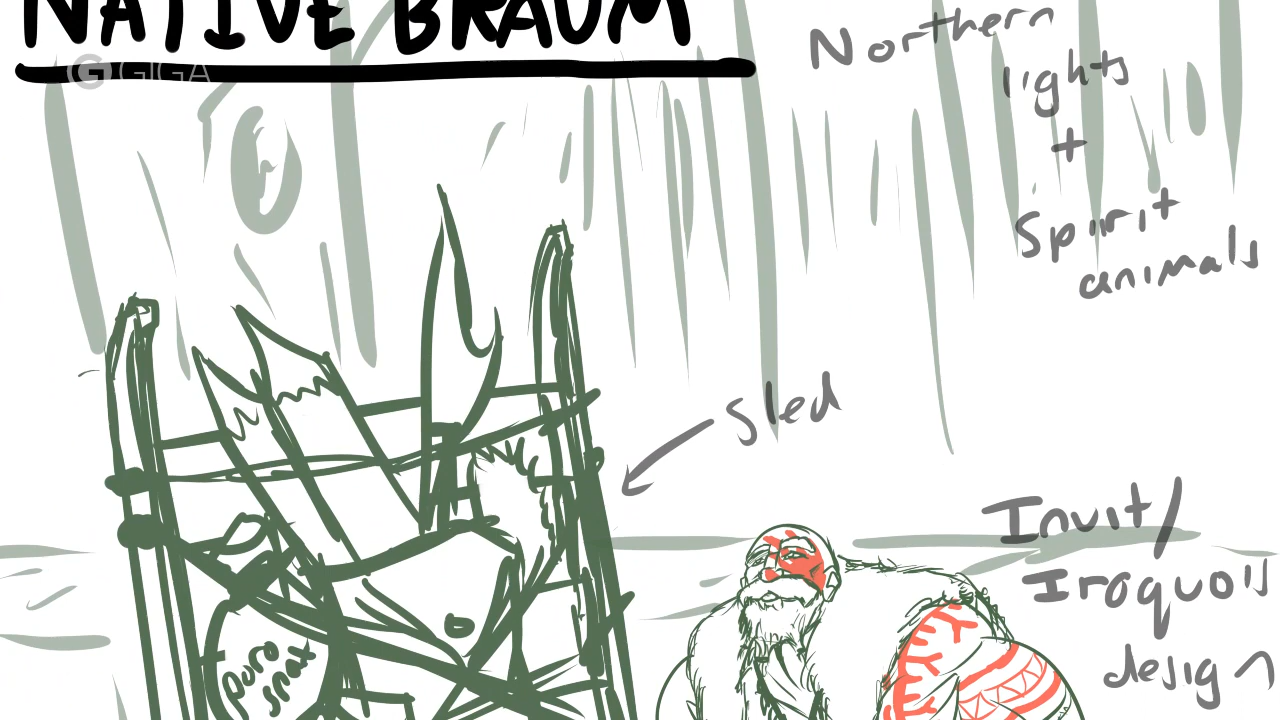 NATIVE BRAUM
GIGA
Northern
lights
+
Spirit
animals
Sled
Inuit/
Iroquois
design
poro
snax